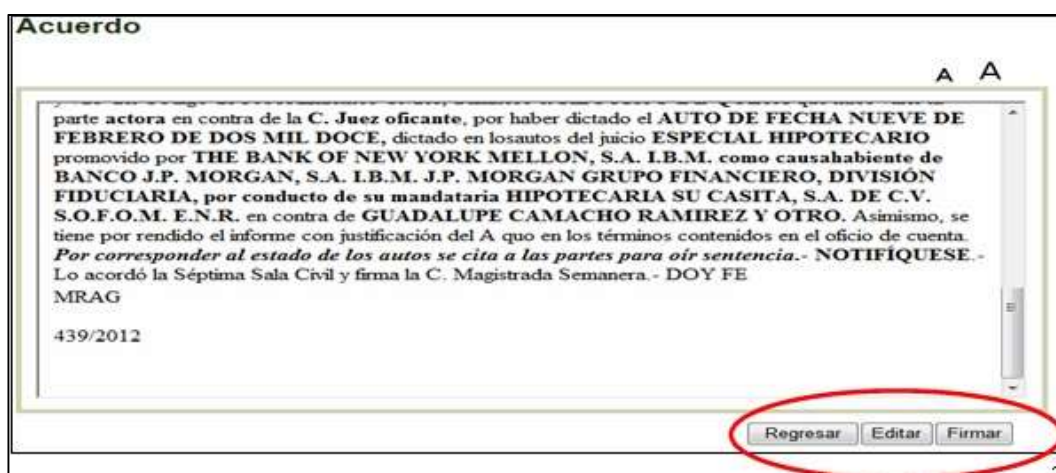 Acuerdo
A A
parte actora en contra de la C. Juez oficante, por haber dictado el AUTO DE FECHA NUEVE DE
FEBRERO DE DOS MIL DOCE, dictado en losautos del juicio ESPECIAL HIPOTECARIO
promovido por THE BANK OF NEW YORK MELLON, S.A. I.B.M. como causahabiente de
BANCO J.P. MORGAN, S.A. I.B.M. J.P. MORGAN GRUPO FINANCIERO, DIVISIÓN
FIDUCIARIA, por conducto de su mandataria HIPOTECARIA SU CASITA, S.A. DE C.V.
S.O.F.O.M. E.N.R. en contra de GUADALUPE CAMACHO RAMIREZ Y OTRO. Asimismo, se
tiene por rendido el informe con justificación del A quo en los términos contenidos en el oficio de cuenta.
Por corresponder al estado de los autos se cita a las partes para oír sentencia.- NOTIFÍQUESE.-
Lo acordó la Séptima Sala Civil y firma la C. Magistrada Semanera.- DOY FE
MRAG
439/2012
Regresar Editar Firmar